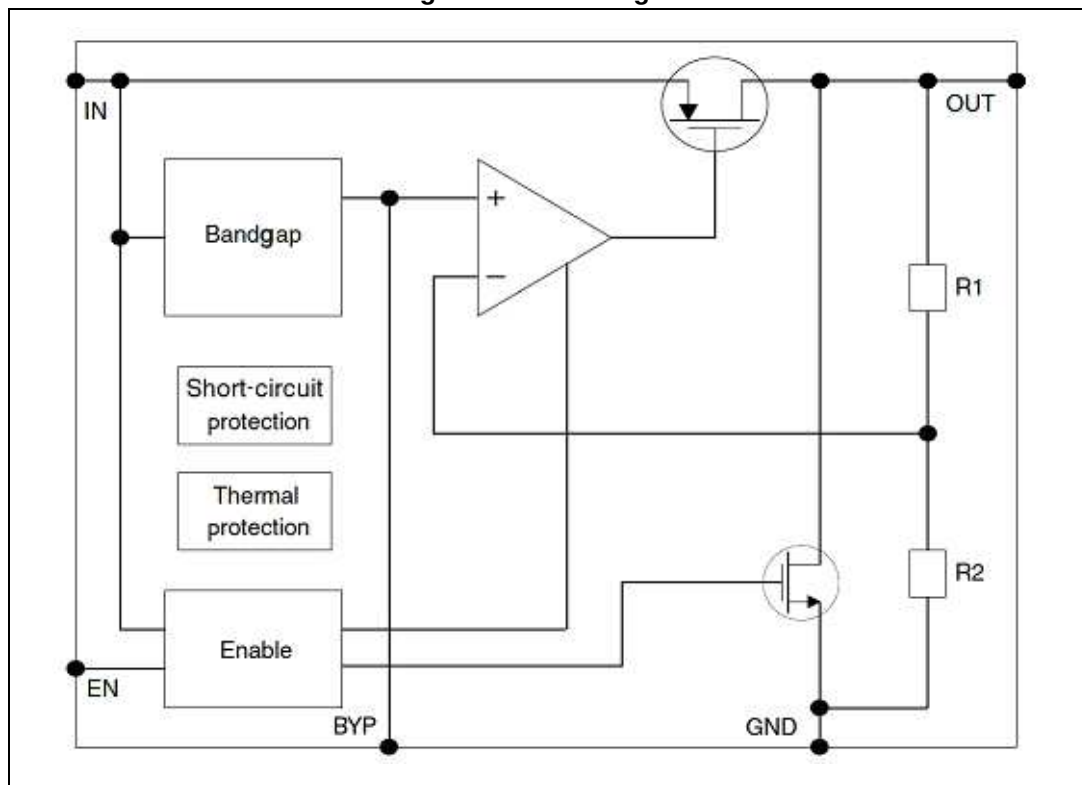 IN
OUT
Bandgap
+
−
R1
Short-circuit
protection
Thermal
protection
R2
Enable
EN
BYP
GND